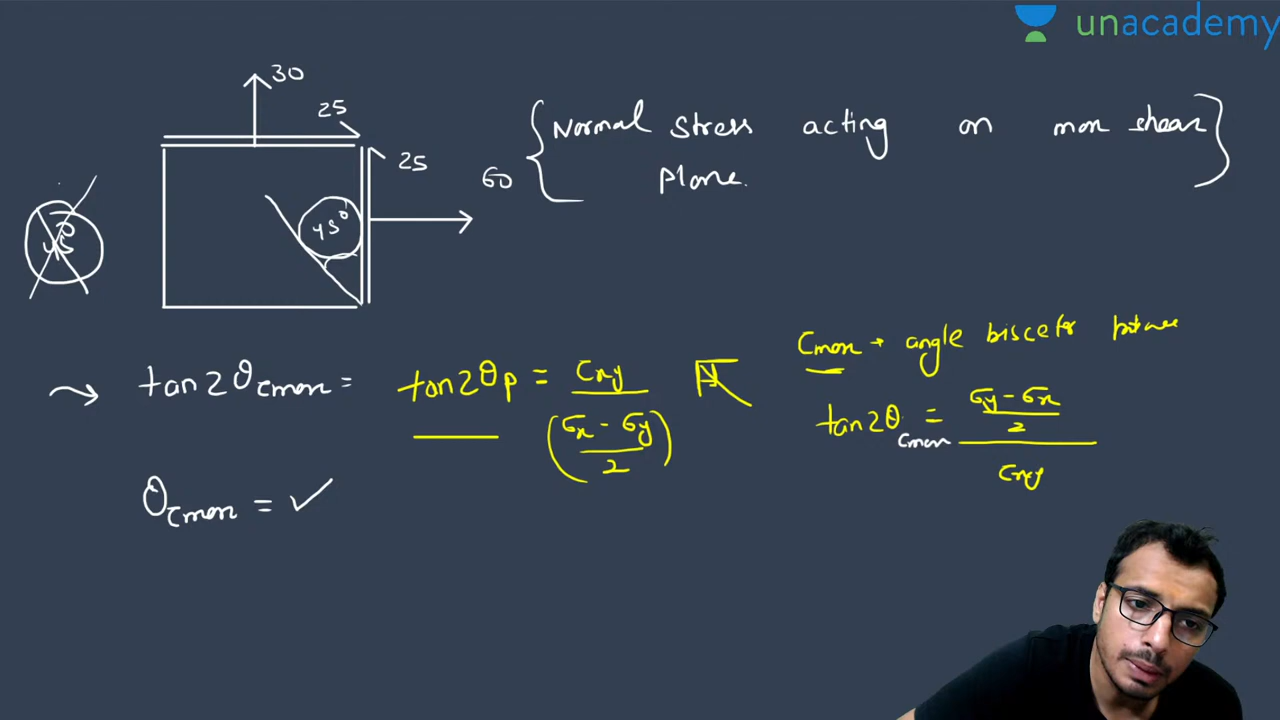 unacademy
30
25
25
60
45°
45°
{Normal stress acting on max shear
plane.}
τmax → angle bisector
tan2θτmax =
tan2θp = τxy / ((σx - σy) / 2)
tan2θτmax = ((σy - σx) / 2) / τxy
θτmax = ✓